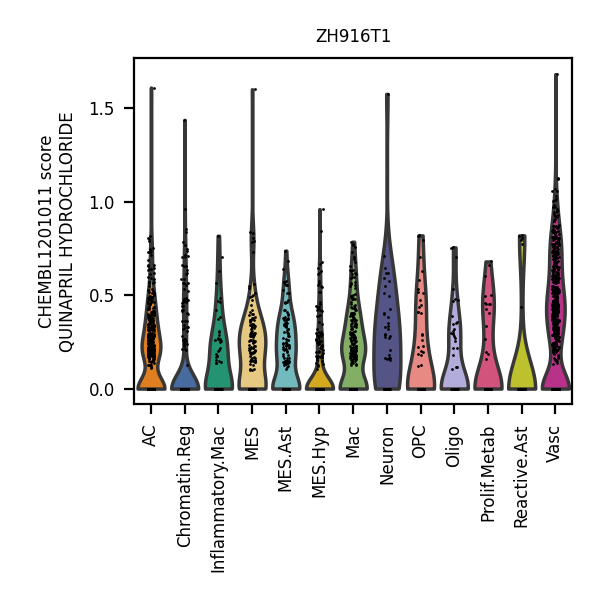 ZH916T1
CHEMBL1201011 score
QUINAPRIL HYDROCHLORIDE
1.5
1.0
0.5
0.0
AC
Chromatin.Reg
Inflammatory.Mac
MES
MES.Ast
MES.Hyp
Mac
Neuron
OPC
Oligo
Prolif.Metab
Reactive.Ast
Vasc